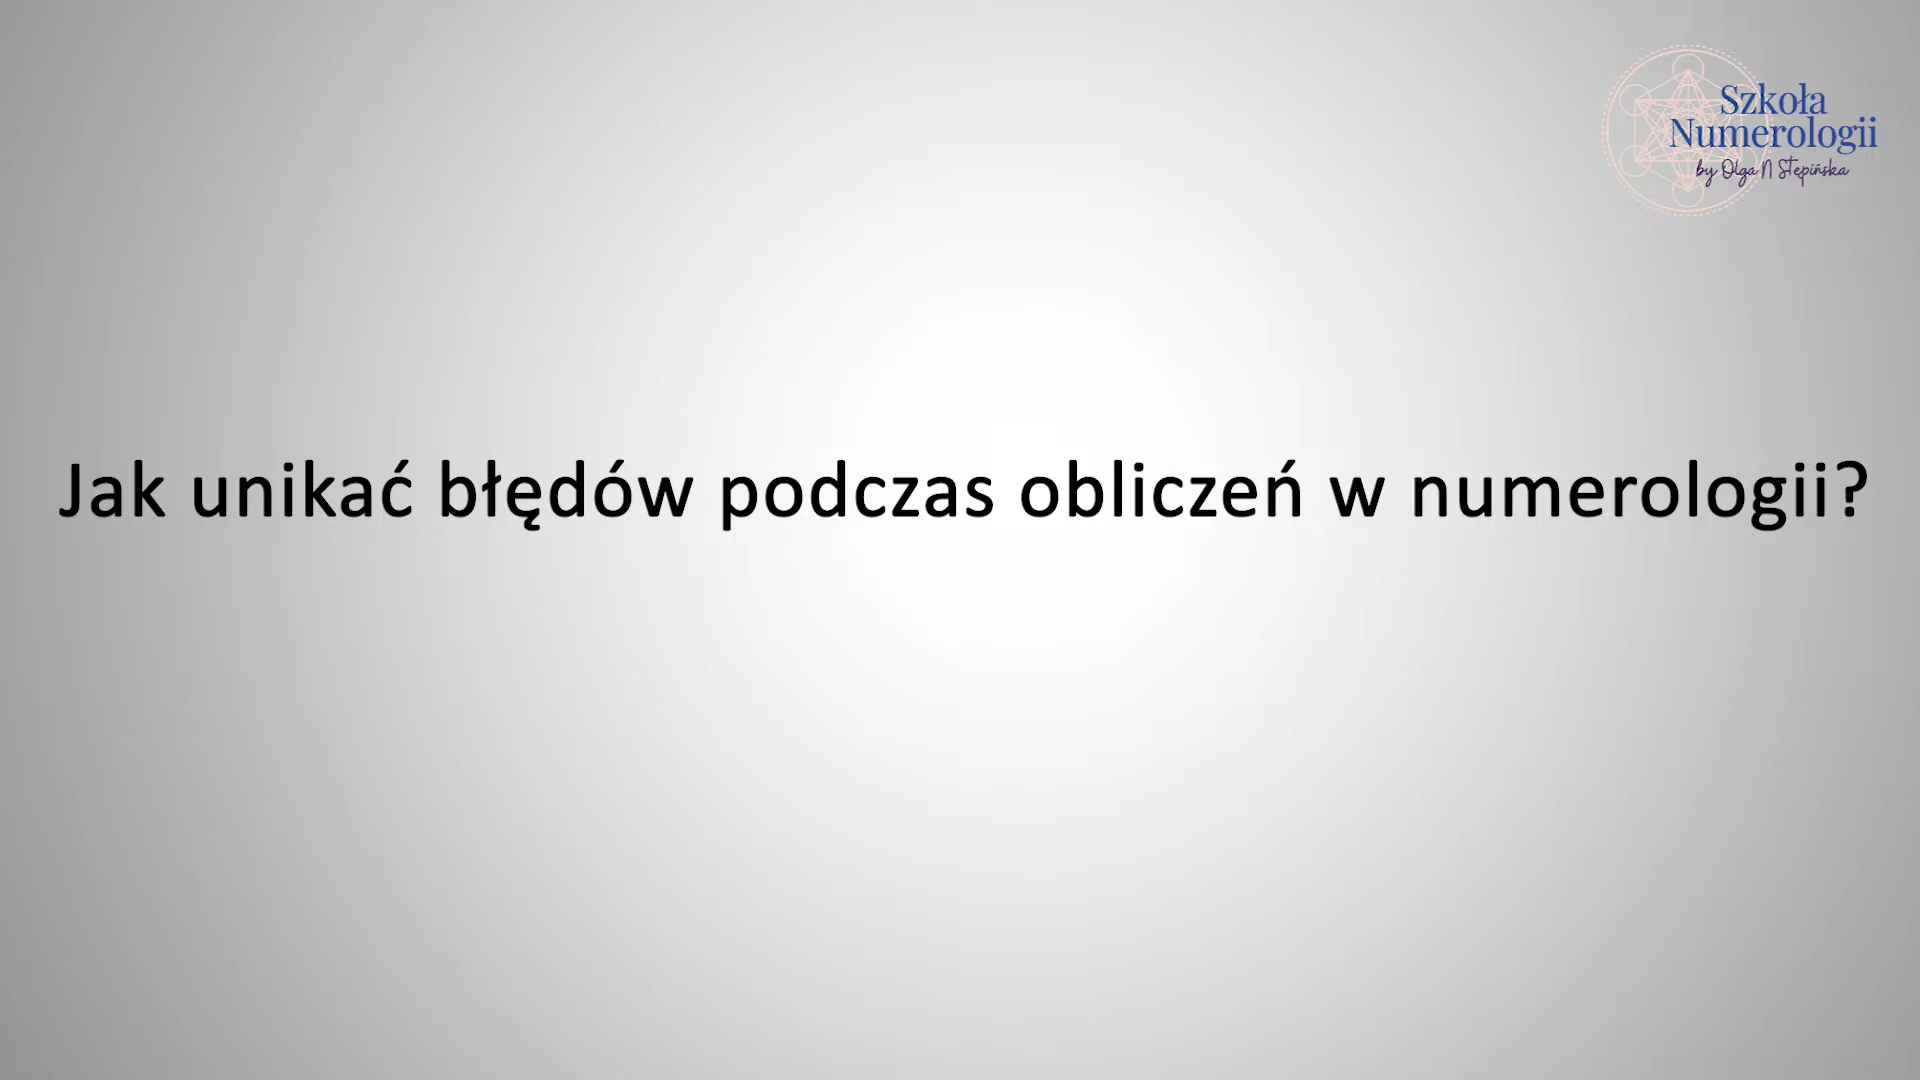 Szkoła
Numerologii
by Olga N Stępińska
Jak unikać błędów podczas obliczeń w numerologii?